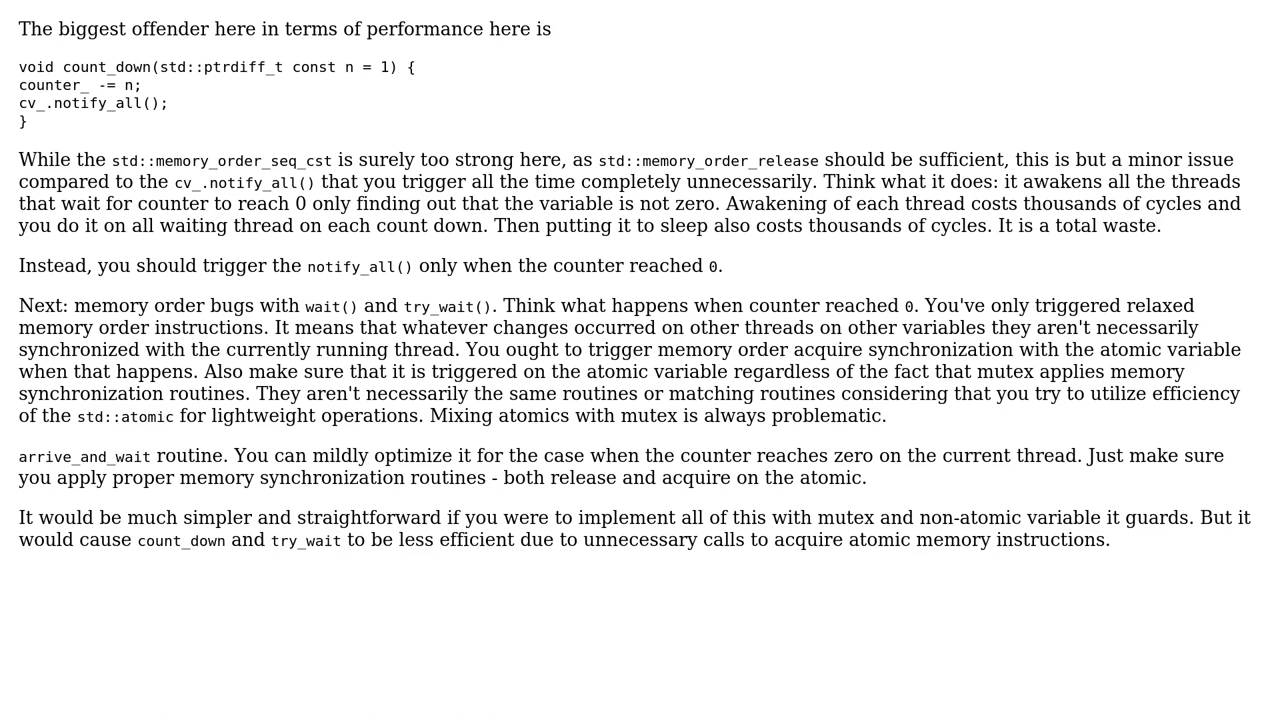 The biggest offender here in terms of performance here is
void count_down(std::ptrdiff_t const n = 1) {
counter_ -= n;
cv_.notify_all();
}
While the std::memory_order_seq_cst is surely too strong here, as std::memory_order_release should be sufficient, this is but a minor issue
compared to the cv_.notify_all() that you trigger all the time completely unnecessarily. Think what it does: it awakens all the threads
that wait for counter to reach 0 only finding out that the variable is not zero. Awakening of each thread costs thousands of cycles and
you do it on all waiting thread on each count down. Then putting it to sleep also costs thousands of cycles. It is a total waste.
Instead, you should trigger the notify_all() only when the counter reached 0.
Next: memory order bugs with wait() and try_wait(). Think what happens when counter reached 0. You've only triggered relaxed
memory order instructions. It means that whatever changes occurred on other threads on other variables they aren't necessarily
synchronized with the currently running thread. You ought to trigger memory order acquire synchronization with the atomic variable
when that happens. Also make sure that it is triggered on the atomic variable regardless of the fact that mutex applies memory
synchronization routines. They aren't necessarily the same routines or matching routines considering that you try to utilize efficiency
of the std::atomic for lightweight operations. Mixing atomics with mutex is always problematic.
arrive_and_wait routine. You can mildly optimize it for the case when the counter reaches zero on the current thread. Just make sure
you apply proper memory synchronization routines - both release and acquire on the atomic.
It would be much simpler and straightforward if you were to implement all of this with mutex and non-atomic variable it guards. But it
would cause count_down and try_wait to be less efficient due to unnecessary calls to acquire atomic memory instructions.